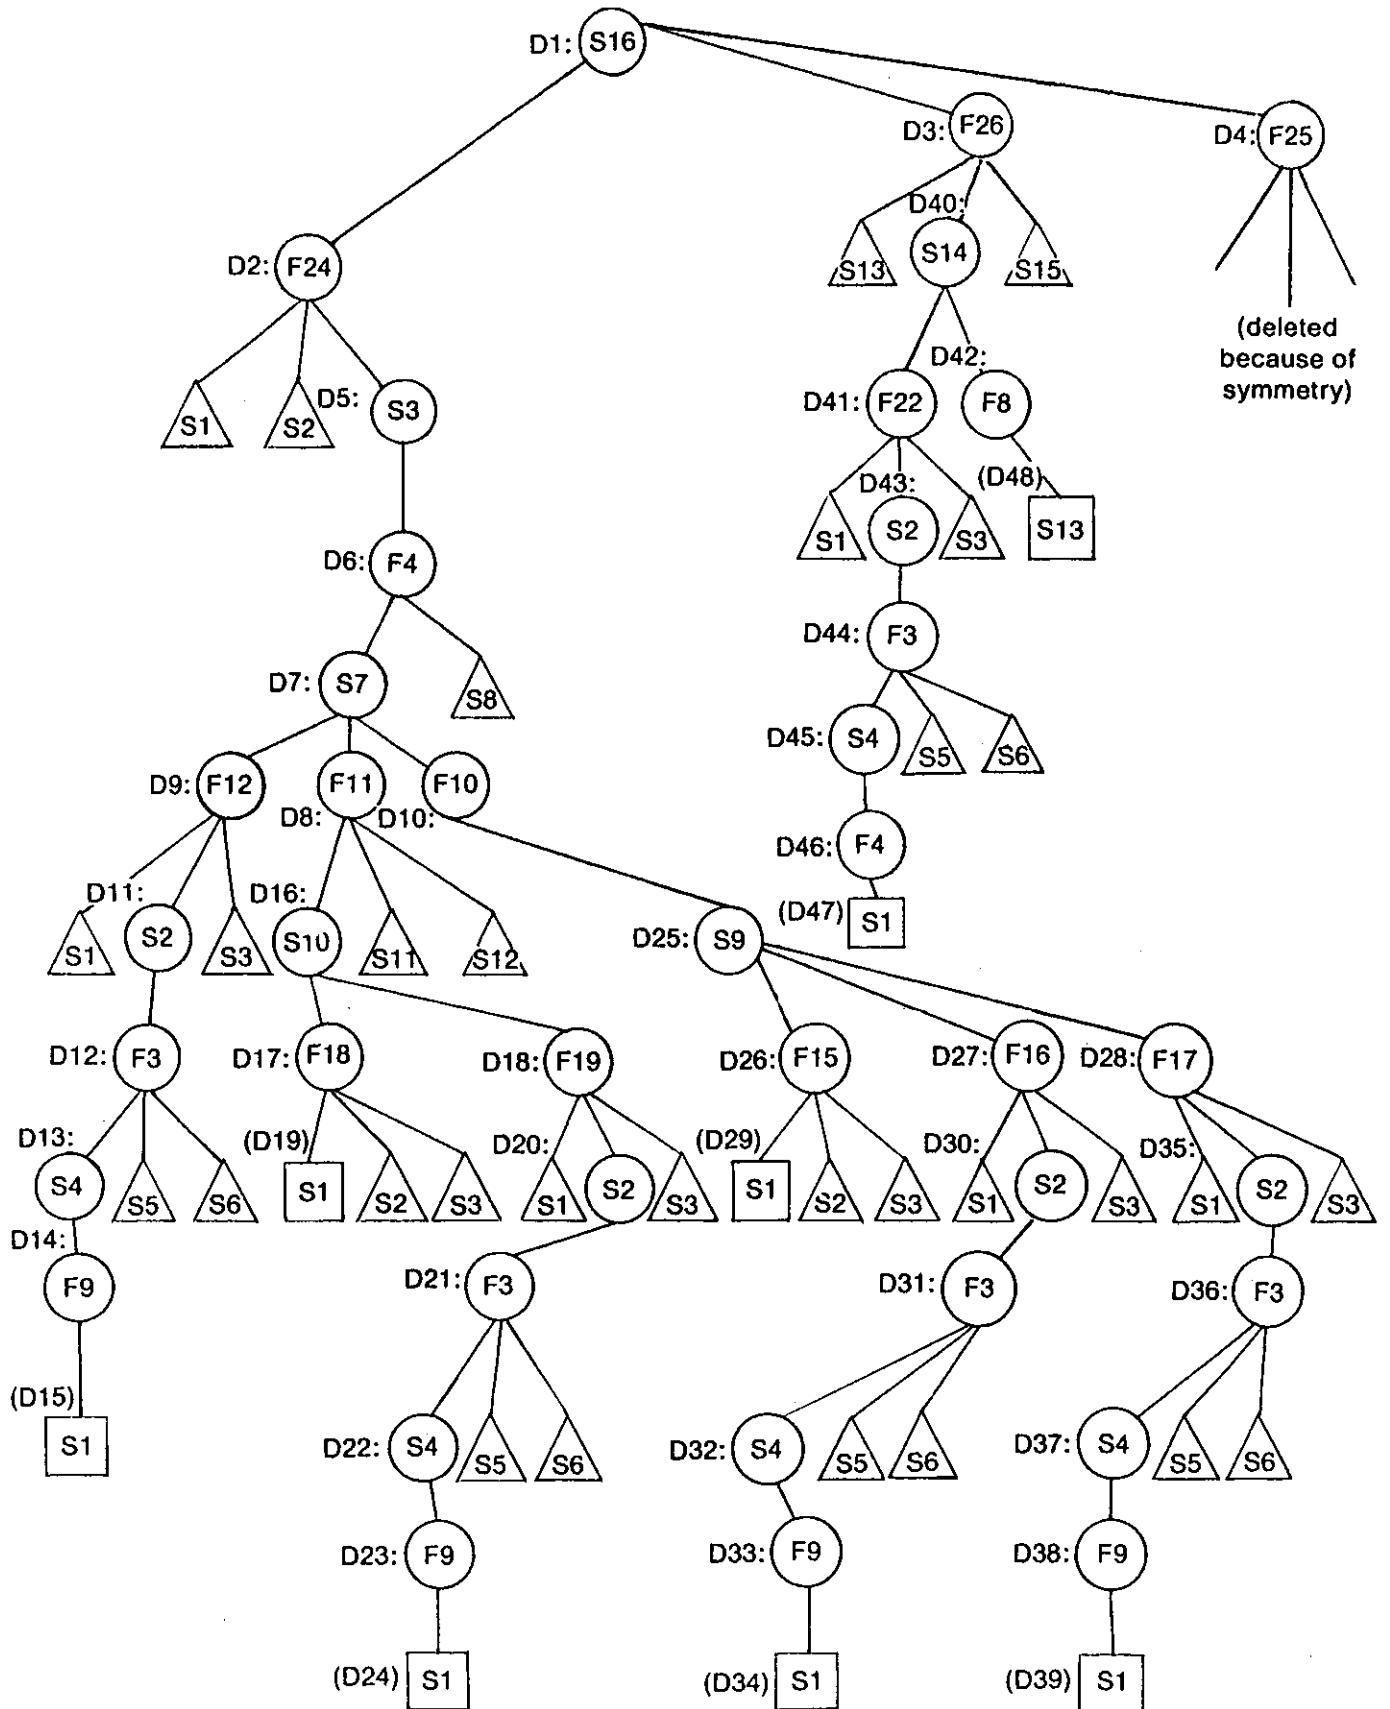 D1: S16
D3: F26
D4: F25
D40:
D2: F24
S13 S14 S15
(deleted
because of
symmetry)
D42:
S1 S2 D5: S3
D41: F22 F8
D43: (D48)
S1 S2 S3 S13
D6: F4
D44: F3
D7: S7 S8
D45: S4 S5 S6
D9: F12 F11 F10
D8: D10:
D46: F4
D11: D16:
(D47) S1
S1 S2 S3 S10 S11 S12 D25: S9
D12: F3 D17: F18 D18: F19 D26: F15 D27: F16 D28: F17
D13: (D19) D20: (D29) D30: D35:
S4 S5 S6 S1 S2 S3 S1 S2 S3 S1 S2 S3 S1 S2 S3 S1 S2 S3
D14:
F9 D21: F3 D31: F3 D36: F3
(D15)
S1 D22: S4 S5 S6 D32: S4 S5 S6 D37: S4 S5 S6
D23: F9 D33: F9 D38: F9
(D24) S1 (D34) S1 (D39) S1